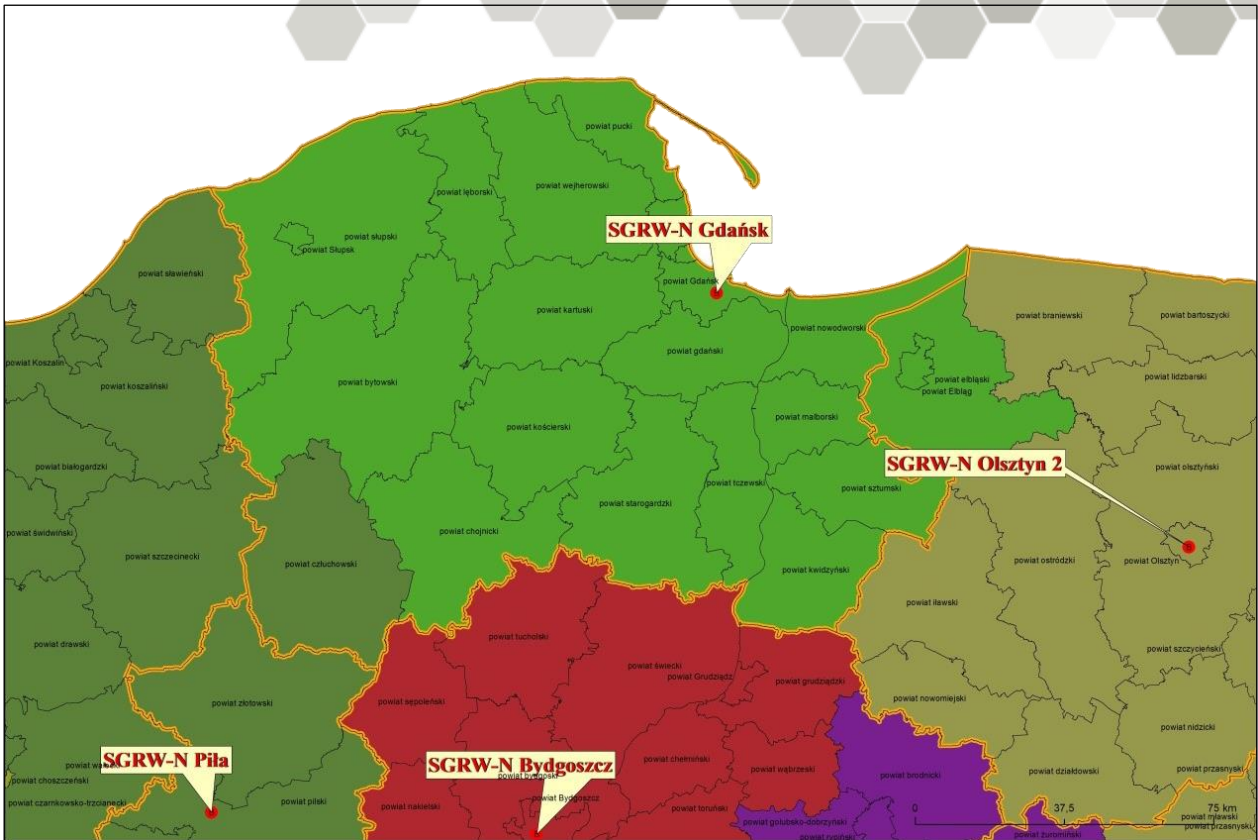 powiat pucki
powiat wejherowski
powiat lęborski
SGRW-N Gdańsk
powiat słupski
powiat Słupsk
powiat sławieński
powiat Gdańsk
powiat kartuski
powiat nowodworski
powiat braniewski
powiat bartoszycki
powiat gdański
powiat Koszalin
powiat koszaliński
powiat bytowski
powiat elbląski
powiat Elbląg
powiat lidzbarski
powiat malborski
powiat kościerski
SGRW-N Olsztyn 2
powiat białogardzki
powiat olsztyński
powiat tczewski
powiat sztumski
powiat starogardzki
powiat chojnicki
powiat świdwiński
powiat szczecinecki
powiat człuchowski
powiat kwidzyński
powiat ostródzki
powiat Olsztyn
powiat iławski
powiat tucholski
powiat drawski
powiat szczycieński
powiat świecki
powiat Grudziądz
powiat grudziądzki
powiat sępoleński
powiat złotowski
powiat nowomiejski
powiat nidzicki
SGRW-N Piła
SGRW-N Bydgoszcz
powiat chełmiński
powiat wąbrzeski
powiat brodnicki
powiat działdowski
powiat przasnyski
powiat choszczeński
powiat czarnkowsko-trzcianecki
powiat pilski
powiat nakielski
powiat Bydgoszcz
powiat toruński
powiat golubsko-dobrzyński
0 37,5 75 km
powiat mławski
powiat przasnyski
powiat rypiński
powiat żuromiński